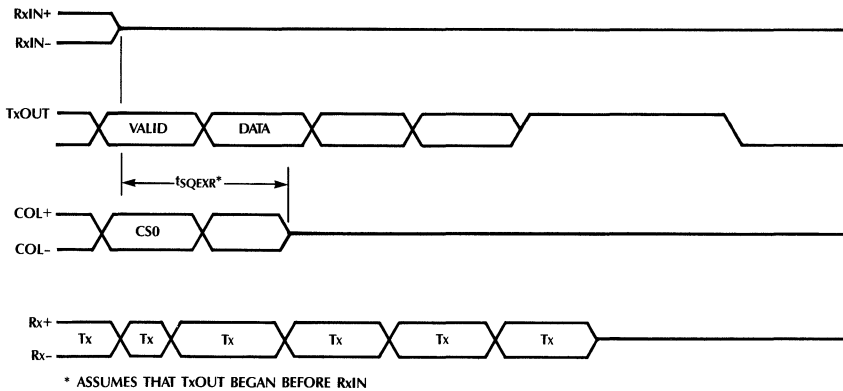 RxIN+
RxIN–
TxOUT
VALID DATA
tSQEXR*
COL+
CS0
COL–
Rx+
Tx Tx Tx Tx Tx Tx
Rx–
* ASSUMES THAT TxOUT BEGAN BEFORE RxIN